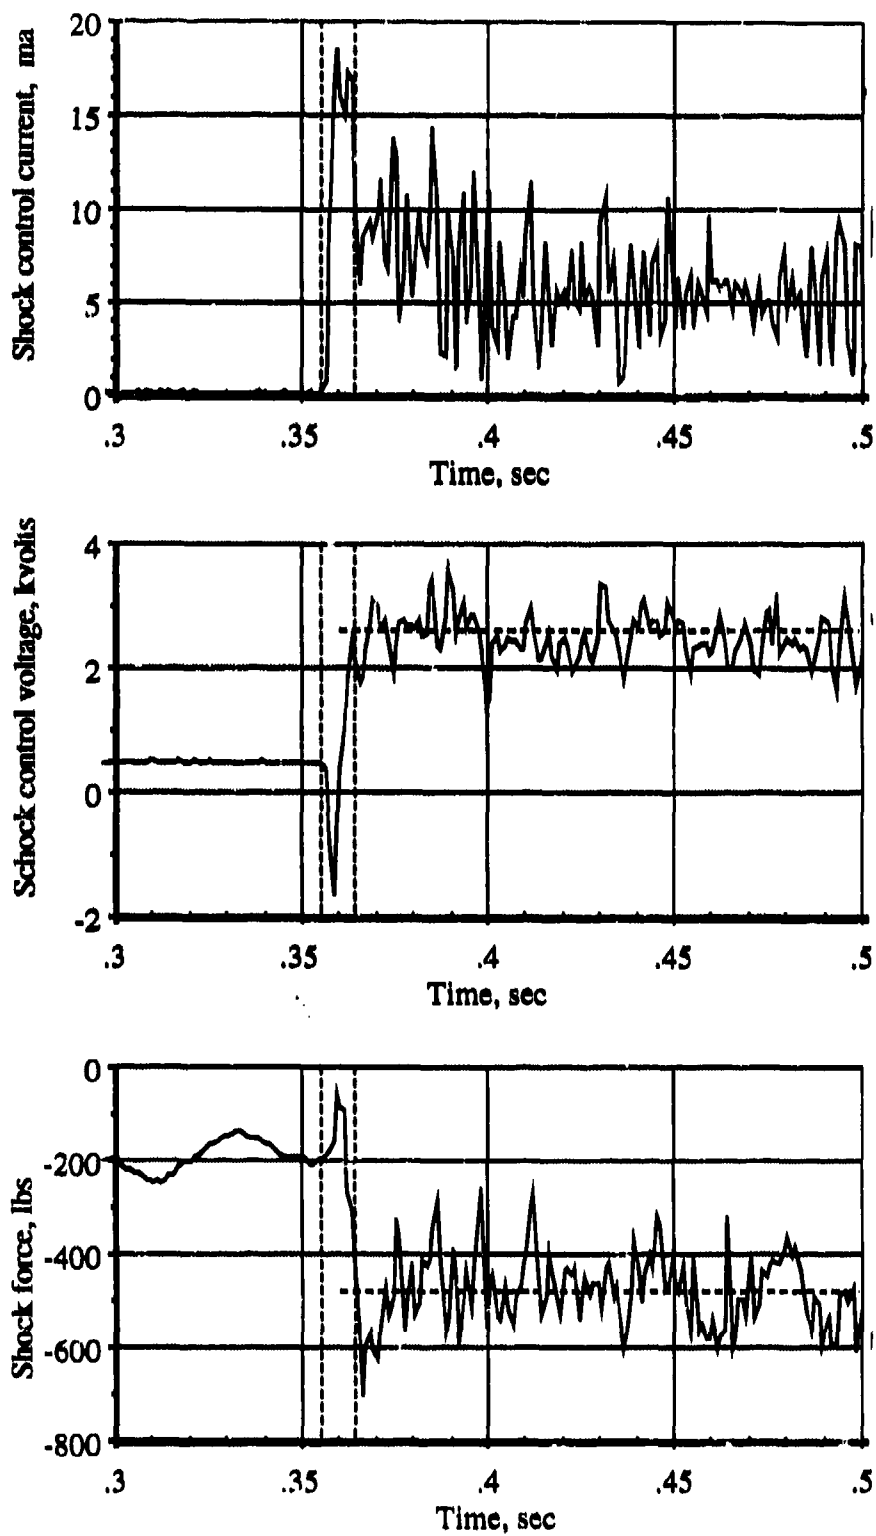 Shock control current, ma
20
15
10
5
0
.3 .35 .4 .45 .5
Time, sec
Schock control voltage, kvolts
4
2
0
-2
.3 .35 .4 .45 .5
Time, sec
Shock force, lbs
0
-200
-400
-600
-800
.3 .35 .4 .45 .5
Time, sec